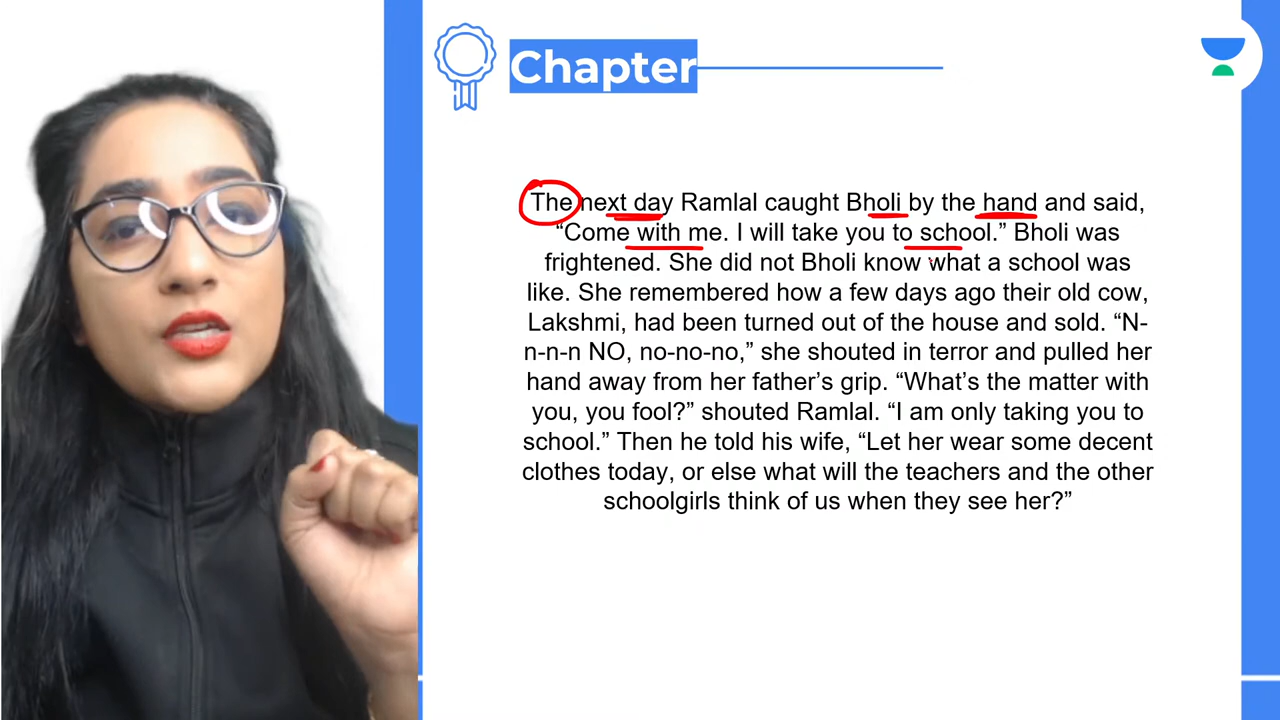 Chapter
The next day Ramlal caught Bholi by the hand and said,
“Come with me. I will take you to school.” Bholi was
frightened. She did not Bholi know what a school was
like. She remembered how a few days ago their old cow,
Lakshmi, had been turned out of the house and sold. “N-
n-n-n NO, no-no-no,” she shouted in terror and pulled her
hand away from her father’s grip. “What’s the matter with
you, you fool?” shouted Ramlal. “I am only taking you to
school.” Then he told his wife, “Let her wear some decent
clothes today, or else what will the teachers and the other
schoolgirls think of us when they see her?”